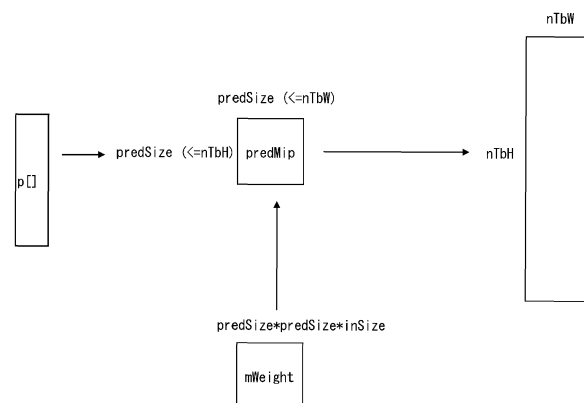 nTbW
predSize (<=nTbW)
p[]
predSize (<=nTbH)
predMip
nTbH
predSize*predSize*inSize
mWeight